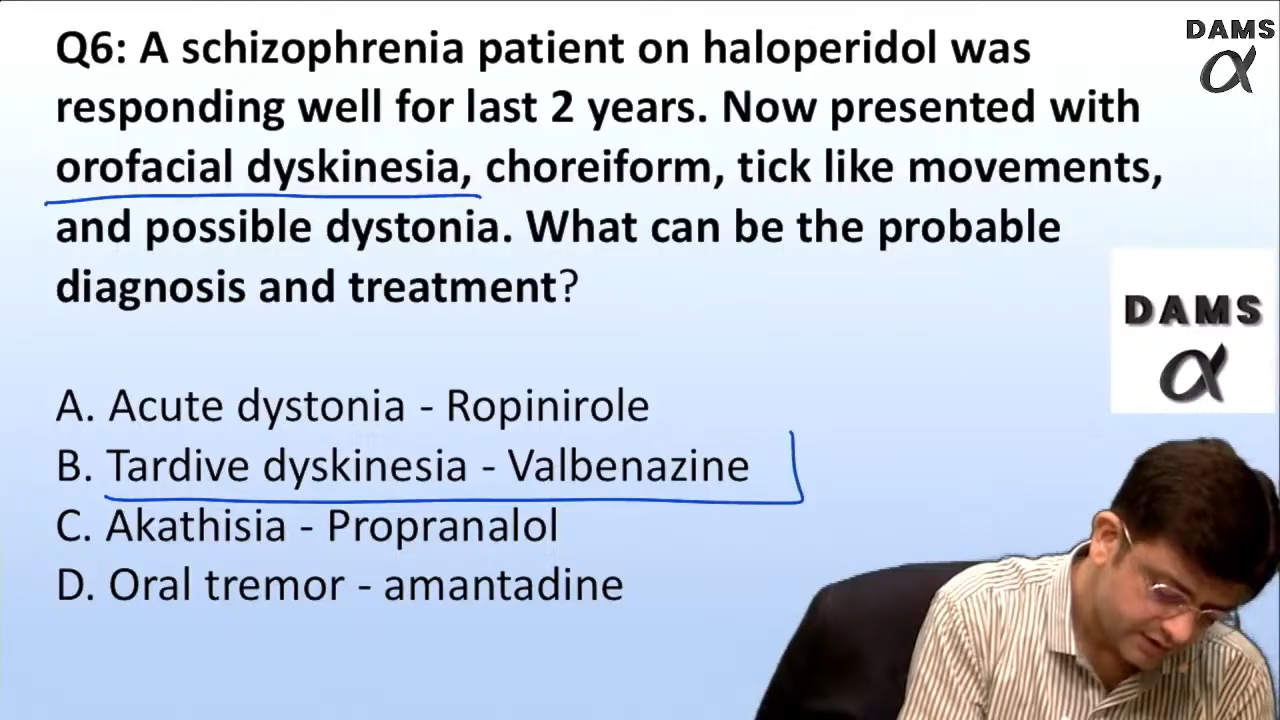 DAMS
α
Q6: A schizophrenia patient on haloperidol was
responding well for last 2 years. Now presented with
orofacial dyskinesia, choreiform, tick like movements,
and possible dystonia. What can be the probable
diagnosis and treatment?
DAMS
α
A. Acute dystonia - Ropinirole
B. Tardive dyskinesia - Valbenazine
C. Akathisia - Propranalol
D. Oral tremor - amantadine